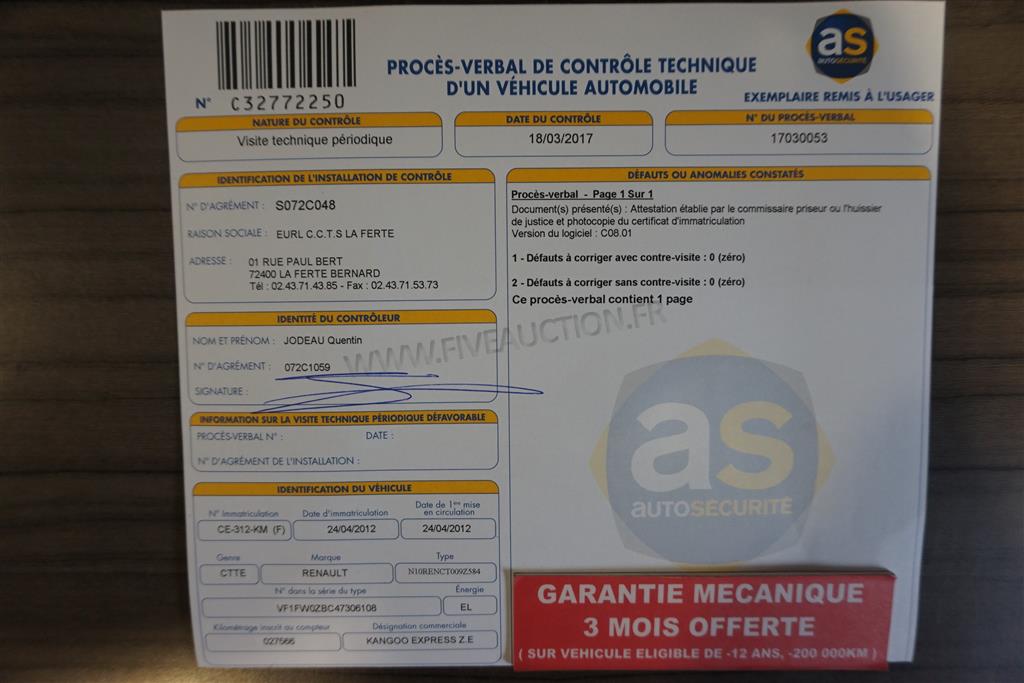 as
AUTOSÉCURITÉ
PROCÈS-VERBAL DE CONTRÔLE TECHNIQUE
D'UN VÉHICULE AUTOMOBILE
N° C32772250
EXEMPLAIRE REMIS À L'USAGER
NATURE DU CONTRÔLE
Visite technique périodique
DATE DU CONTRÔLE
18/03/2017
N° DU PROCÈS-VERBAL
17030053
IDENTIFICATION DE L'INSTALLATION DE CONTRÔLE
N° D'AGRÉMENT : S072C048
RAISON SOCIALE : EURL C.C.T.S LA FERTE
ADRESSE : 01 RUE PAUL BERT
72400 LA FERTE BERNARD
Tél : 02.43.71.43.85 - Fax : 02.43.71.53.73
IDENTITÉ DU CONTRÔLEUR
NOM ET PRÉNOM : JODEAU Quentin
N° D'AGRÉMENT : 072C1059
SIGNATURE :
INFORMATION SUR LA VISITE TECHNIQUE PÉRIODIQUE DÉFAVORABLE
PROCÈS-VERBAL N° : DATE :
N° D'AGRÉMENT DE L'INSTALLATION :
IDENTIFICATION DU VÉHICULE
N° Immatriculation Date d'immatriculation Date de 1ère mise
en circulation
CE-312-KM (F) 24/04/2012 24/04/2012
Genre Marque Type
CTTE RENAULT N10RENCT009Z584
N° dans la série du type Énergie
VF1FW0ZBC47306108 EL
Kilométrage inscrit au compteur Désignation commerciale
027566 KANGOO EXPRESS Z.E
DÉFAUTS OU ANOMALIES CONSTATÉS
Procès-verbal - Page 1 Sur 1
Document(s) présenté(s) : Attestation établie par le commissaire priseur ou l'huissier
de justice et photocopie du certificat d'immatriculation
Version du logiciel : C08.01
1 - Défauts à corriger avec contre-visite : 0 (zéro)
2 - Défauts à corriger sans contre-visite : 0 (zéro)
Ce procès-verbal contient 1 page
WWW.FIVEAUCTION.FR
as
AUTOSÉCURITÉ
GARANTIE MECANIQUE
3 MOIS OFFERTE
( SUR VEHICULE ELIGIBLE DE -12 ANS, -200 000KM )